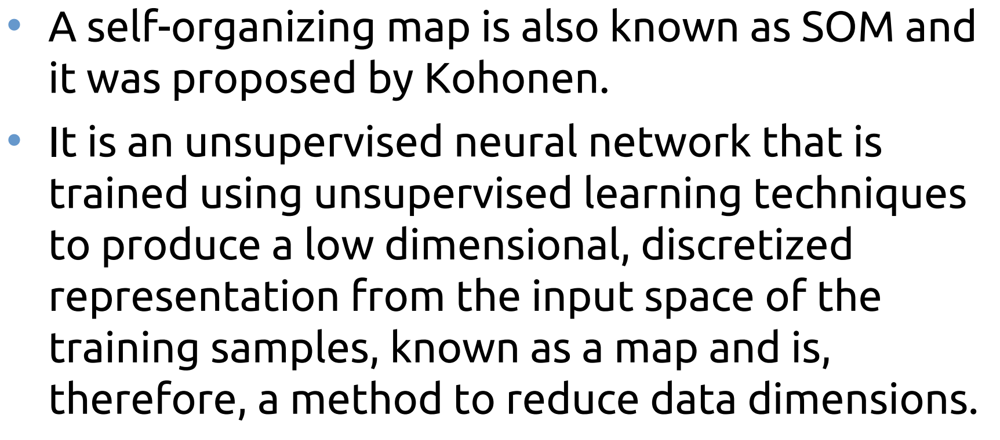 • A self-organizing map is also known as SOM and
it was proposed by Kohonen.
• It is an unsupervised neural network that is
trained using unsupervised learning techniques
to produce a low dimensional, discretized
representation from the input space of the
training samples, known as a map and is,
therefore, a method to reduce data dimensions.